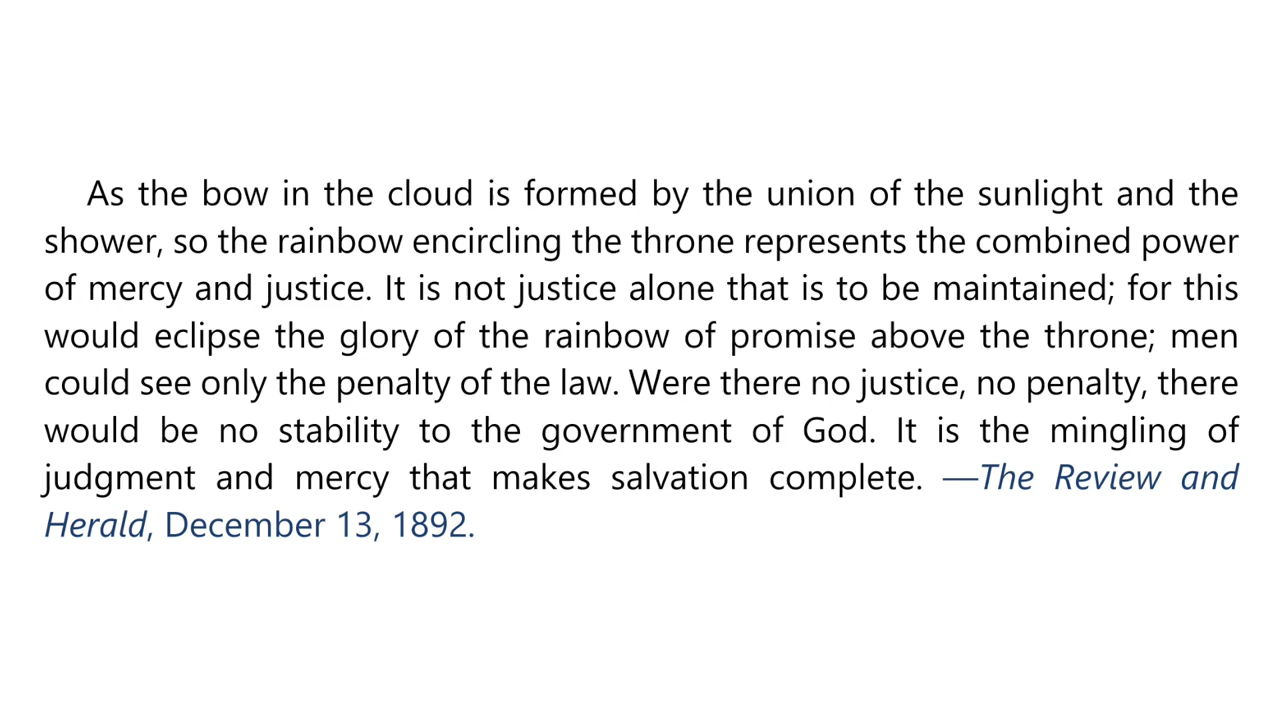 As the bow in the cloud is formed by the union of the sunlight and the
shower, so the rainbow encircling the throne represents the combined power
of mercy and justice. It is not justice alone that is to be maintained; for this
would eclipse the glory of the rainbow of promise above the throne; men
could see only the penalty of the law. Were there no justice, no penalty, there
would be no stability to the government of God. It is the mingling of
judgment and mercy that makes salvation complete. —The Review and
Herald, December 13, 1892.